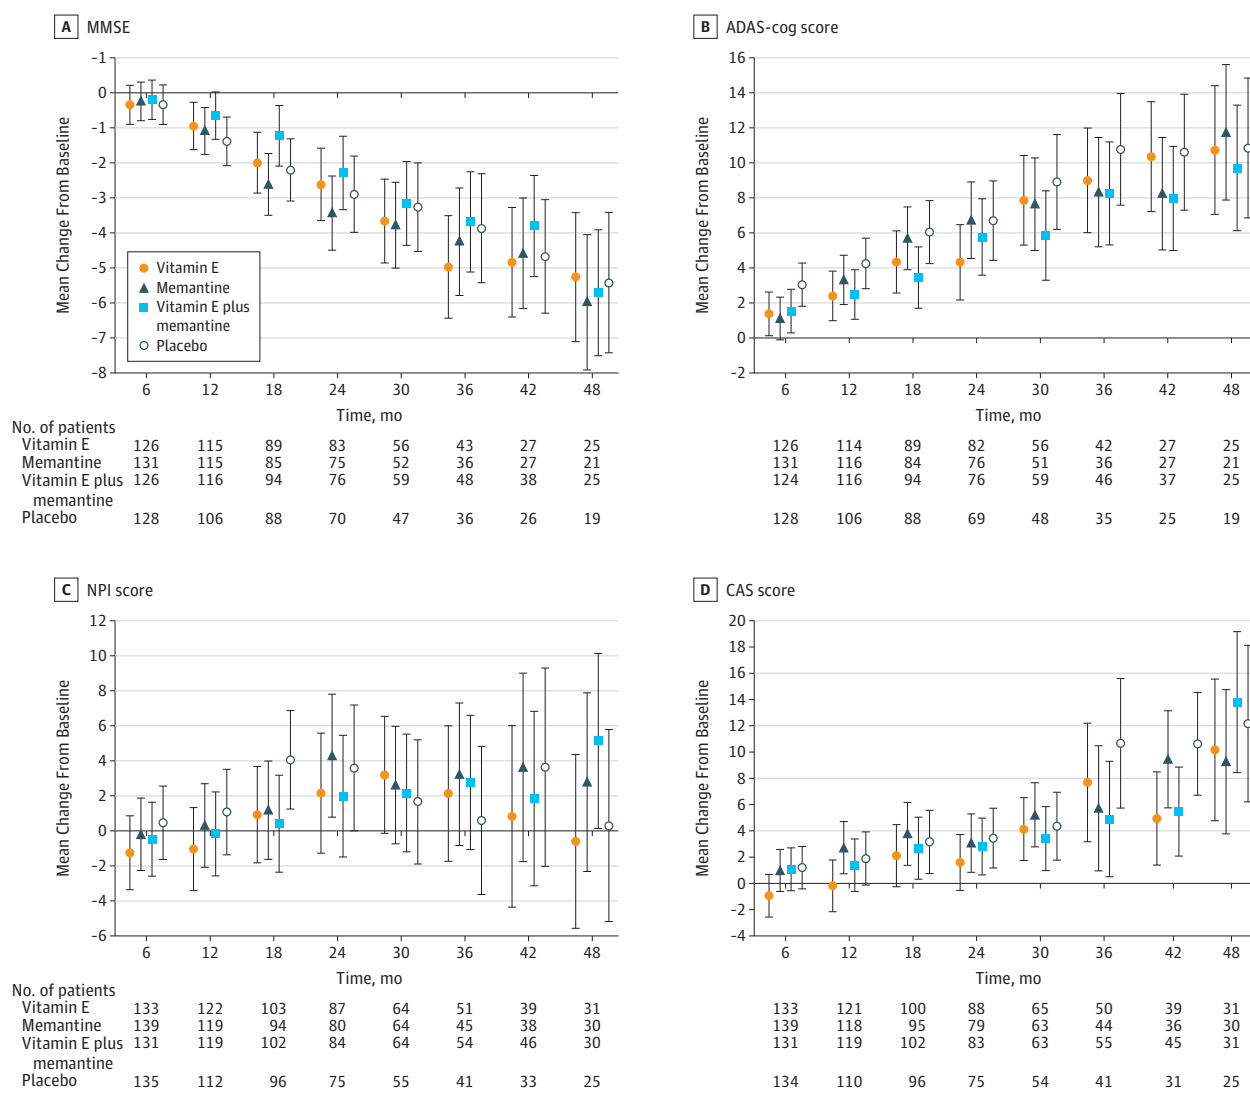 A MMSE
Mean Change From Baseline
-1
0
-1
-2
-3
-4
-5
-6
-7
-8
Vitamin E
Memantine
Vitamin E plus
memantine
Placebo
6 12 18 24 30 36 42 48
Time, mo
No. of patients
Vitamin E 126 115 89 83 56 43 27 25
Memantine 131 115 85 75 52 36 27 21
Vitamin E plus 126 116 94 76 59 48 38 25
memantine
Placebo 128 106 88 70 47 36 26 19
B ADAS-cog score
Mean Change From Baseline
16
14
12
10
8
6
4
2
0
-2
6 12 18 24 30 36 42 48
Time, mo
126 114 89 82 56 42 27 25
131 116 84 76 51 36 27 21
124 116 94 76 59 46 37 25
128 106 88 69 48 35 25 19
C NPI score
Mean Change From Baseline
12
10
8
6
4
2
0
-2
-4
-6
6 12 18 24 30 36 42 48
Time, mo
No. of patients
Vitamin E 133 122 103 87 64 51 39 31
Memantine 139 119 94 80 64 45 38 30
Vitamin E plus 131 119 102 84 64 54 46 30
memantine
Placebo 135 112 96 75 55 41 33 25
D CAS score
Mean Change From Baseline
20
18
16
14
12
10
8
6
4
2
0
-2
-4
6 12 18 24 30 36 42 48
Time, mo
133 121 100 88 65 50 39 31
139 118 95 79 63 44 36 30
131 119 102 83 63 55 45 31
134 110 96 75 54 41 31 25